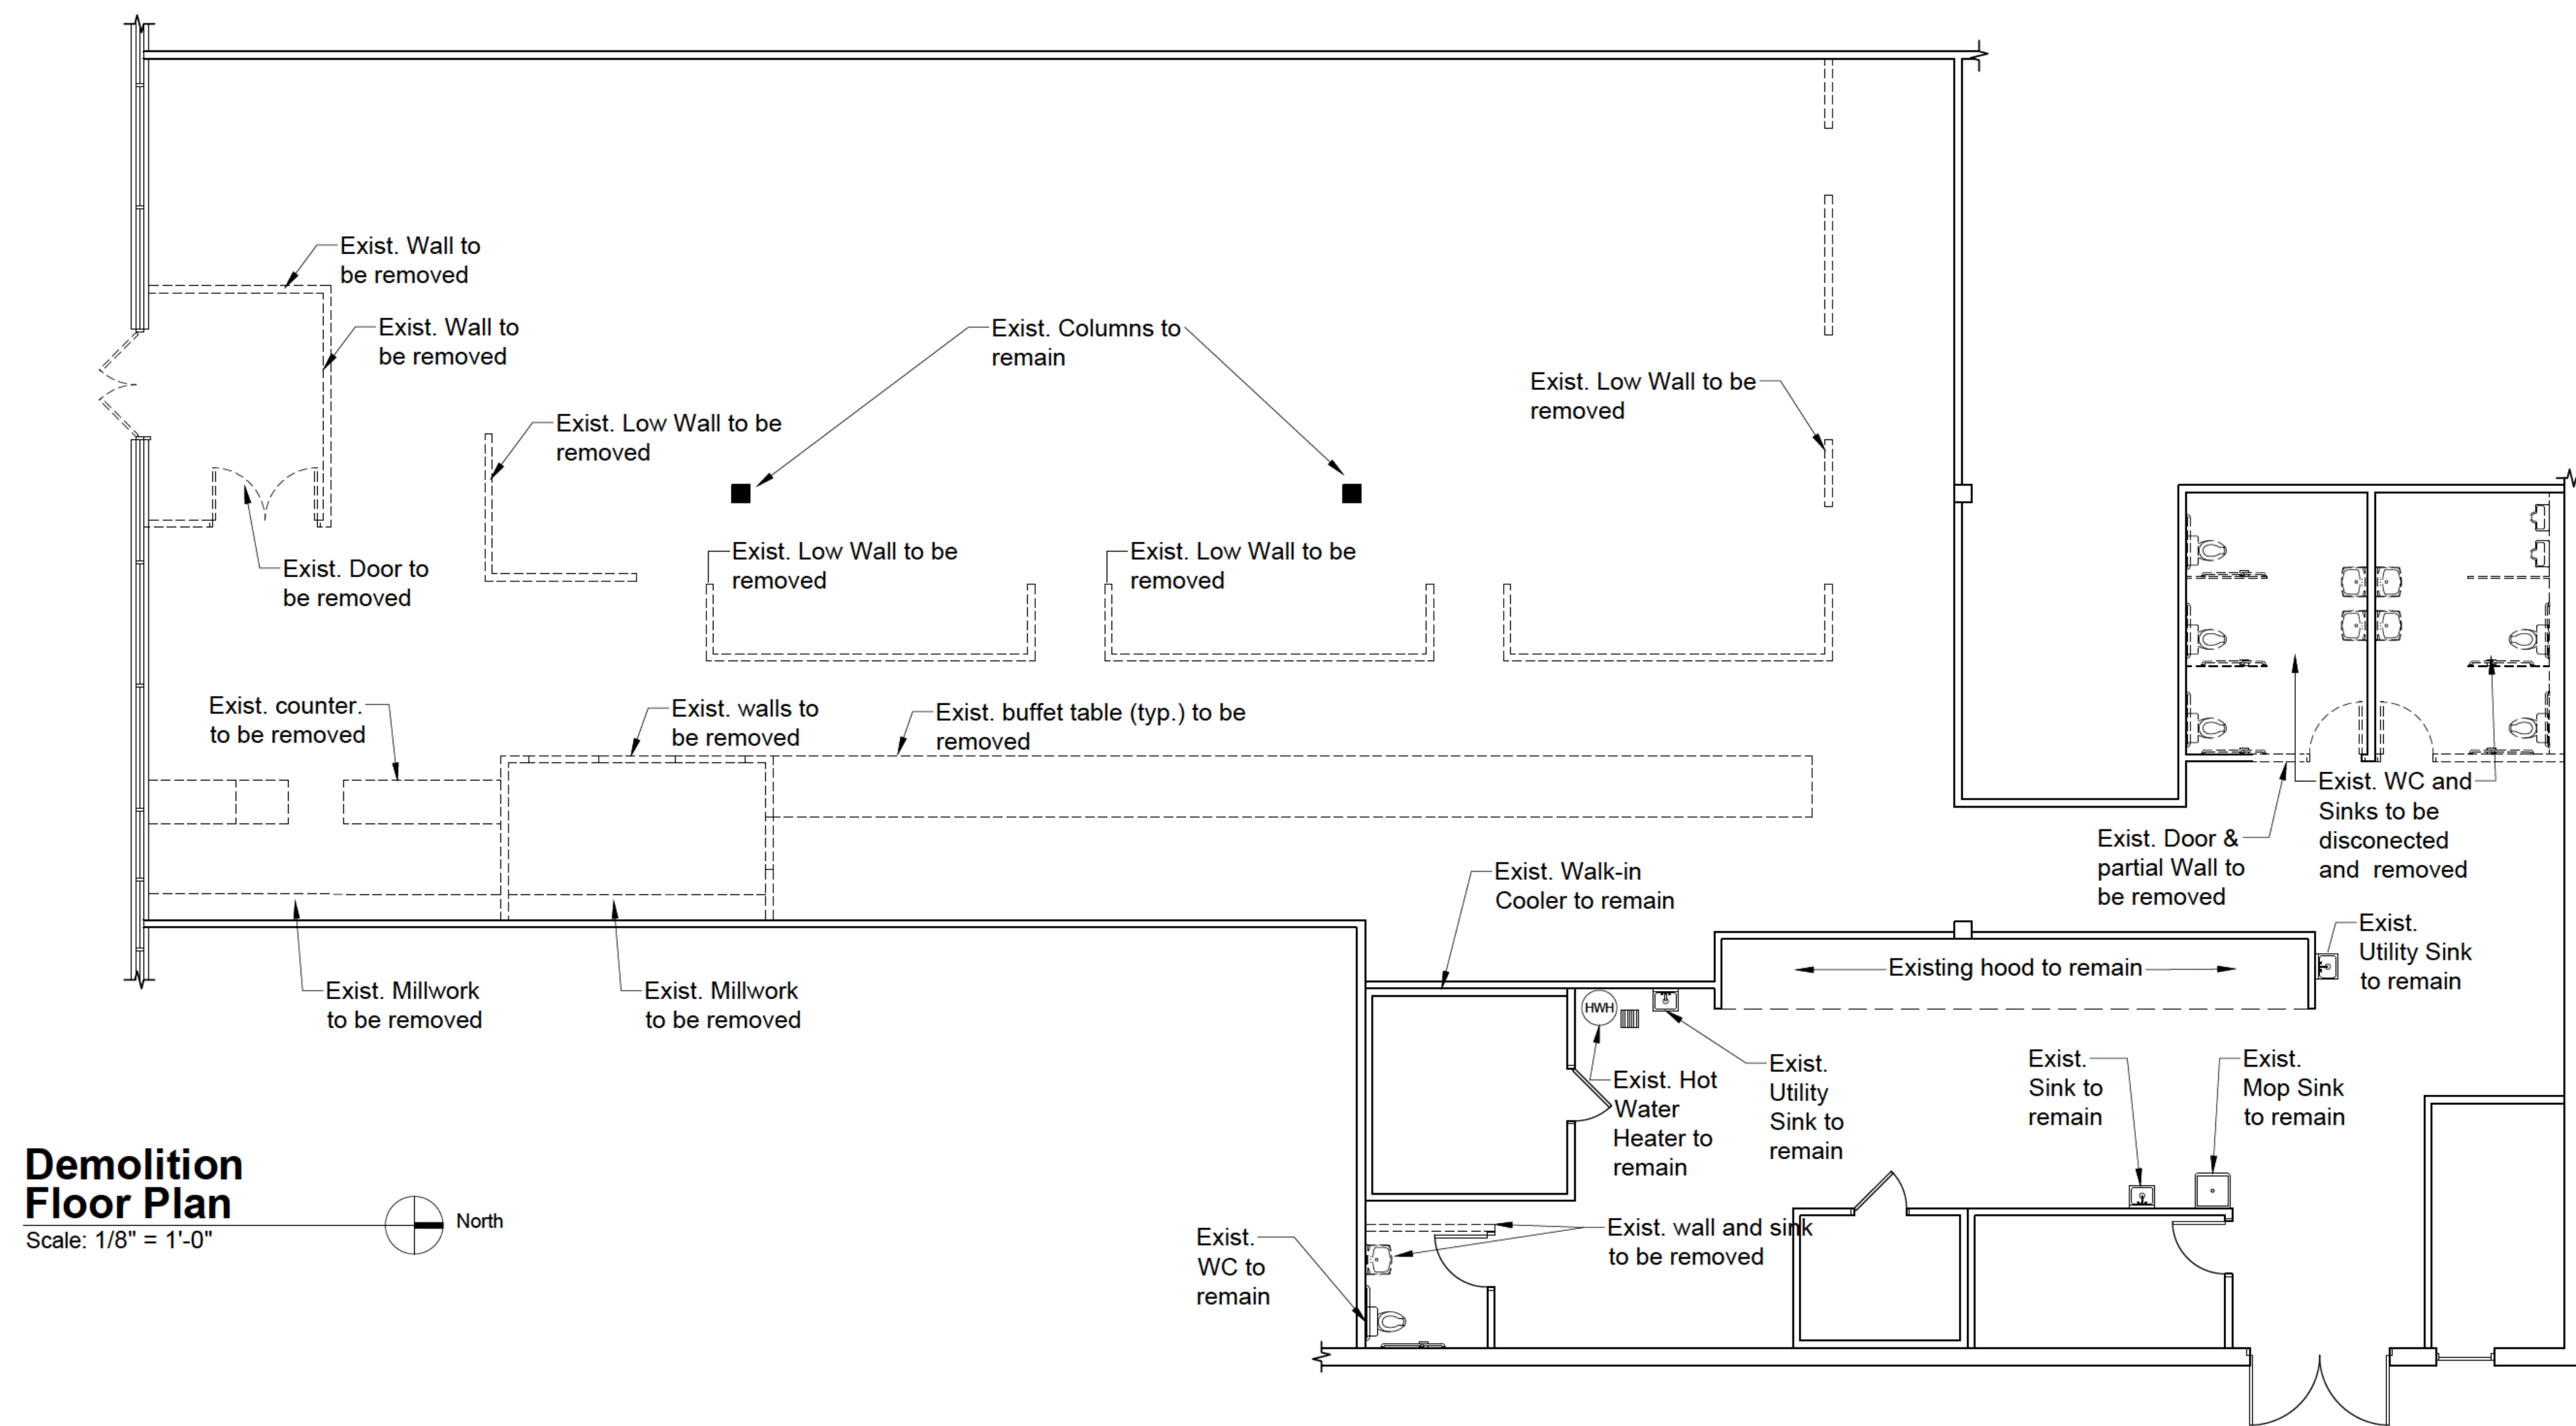 Exist. Wall to
be removed
Exist. Wall to
be removed
Exist. Columns to
remain
Exist. Low Wall to be
removed
Exist. Low Wall to be
removed
Exist. Low Wall to be
removed
Exist. Low Wall to be
removed
Exist. Door to
be removed
Exist. counter.
to be removed
Exist. walls to
be removed
Exist. buffet table (typ.) to be
removed
Exist. WC and
Sinks to be
disconected
and removed
Exist. Door &
partial Wall to
be removed
Exist. Walk-in
Cooler to remain
Exist.
Utility Sink
to remain
Existing hood to remain
Exist. Millwork
to be removed
Exist. Millwork
to be removed
HWH
Exist. Hot
Water
Heater to
remain
Exist.
Utility
Sink to
remain
Exist.
Sink to
remain
Exist.
Mop Sink
to remain
Exist. wall and sink
to be removed
Exist.
WC to
remain
Demolition
Floor Plan
Scale: 1/8" = 1'-0"
North